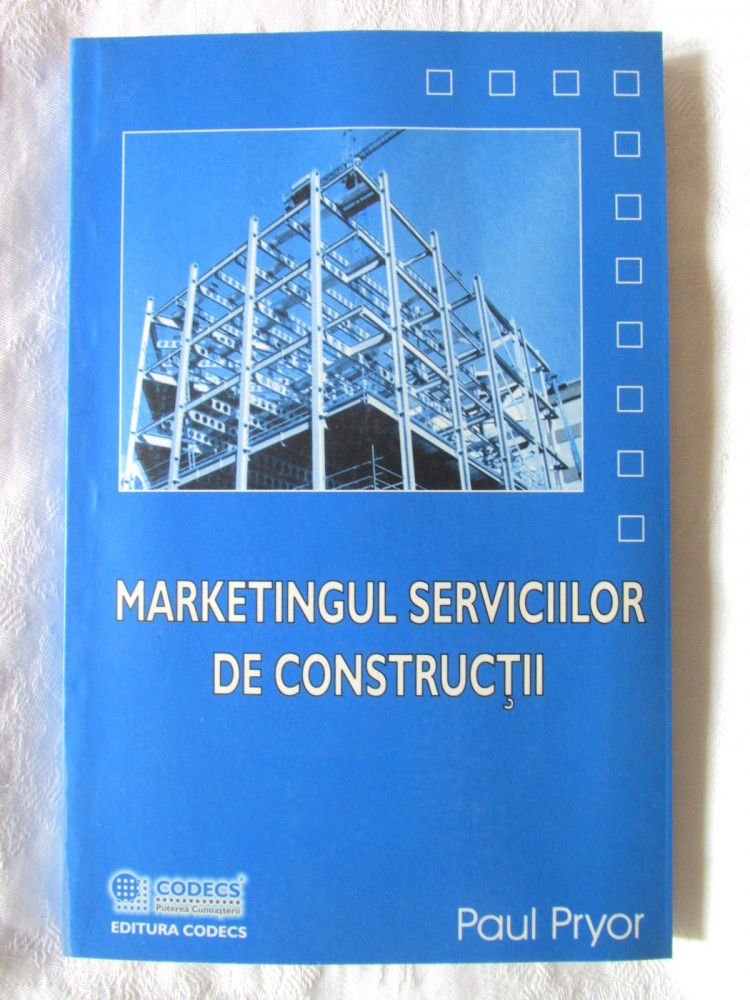 MARKETINGUL SERVICIILOR
DE CONSTRUCŢII
CODECS
Puterea Cunoaşterii
EDITURA CODECS
Paul Pryor